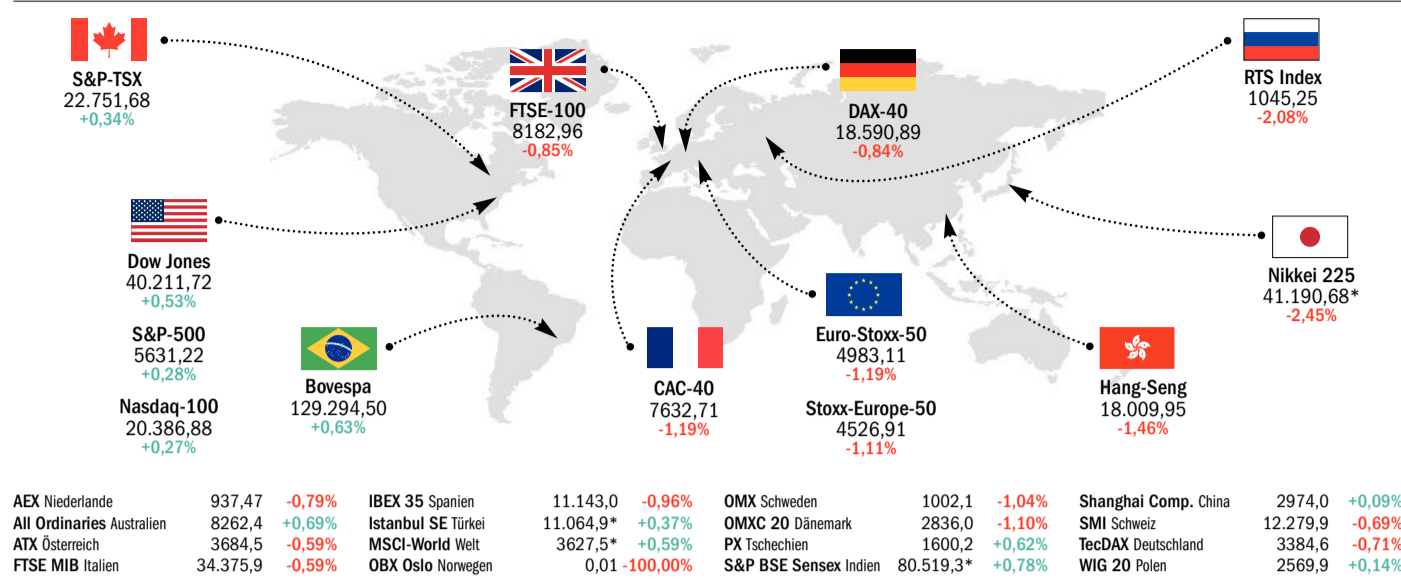 S&P-TSX
22.751,68
+0,34%
FTSE-100
8182,96
-0,85%
DAX-40
18.590,89
-0,84%
RTS Index
1045,25
-2,08%
Dow Jones
40.211,72
+0,53%
S&P-500
5631,22
+0,28%
Nasdaq-100
20.386,88
+0,27%
Bovespa
129.294,50
+0,63%
CAC-40
7632,71
-1,19%
Euro-Stoxx-50
4983,11
-1,19%
Stoxx-Europe-50
4526,91
-1,11%
Nikkei 225
41.190,68*
-2,45%
Hang-Seng
18.009,95
-1,46%
AEX Niederlande 937,47 -0,79%
All Ordinaries Australien 8262,4 +0,69%
ATX Österreich 3684,5 -0,59%
FTSE MIB Italien 34.375,9 -0,59%
IBEX 35 Spanien 11.143,0 -0,96%
Istanbul SE Türkei 11.064,9* +0,37%
MSCI-World Welt 3627,5* +0,59%
OBX Oslo Norwegen 0,01 -100,00%
OMX Schweden 1002,1 -1,04%
OMXC 20 Dänemark 2836,0 -1,10%
PX Tschechien 1600,2 +0,62%
S&P BSE Sensex Indien 80.519,3* +0,78%
Shanghai Comp. China 2974,0 +0,09%
SMI Schweiz 12.279,9 -0,69%
TecDAX Deutschland 3384,6 -0,71%
WIG 20 Polen 2569,9 +0,14%